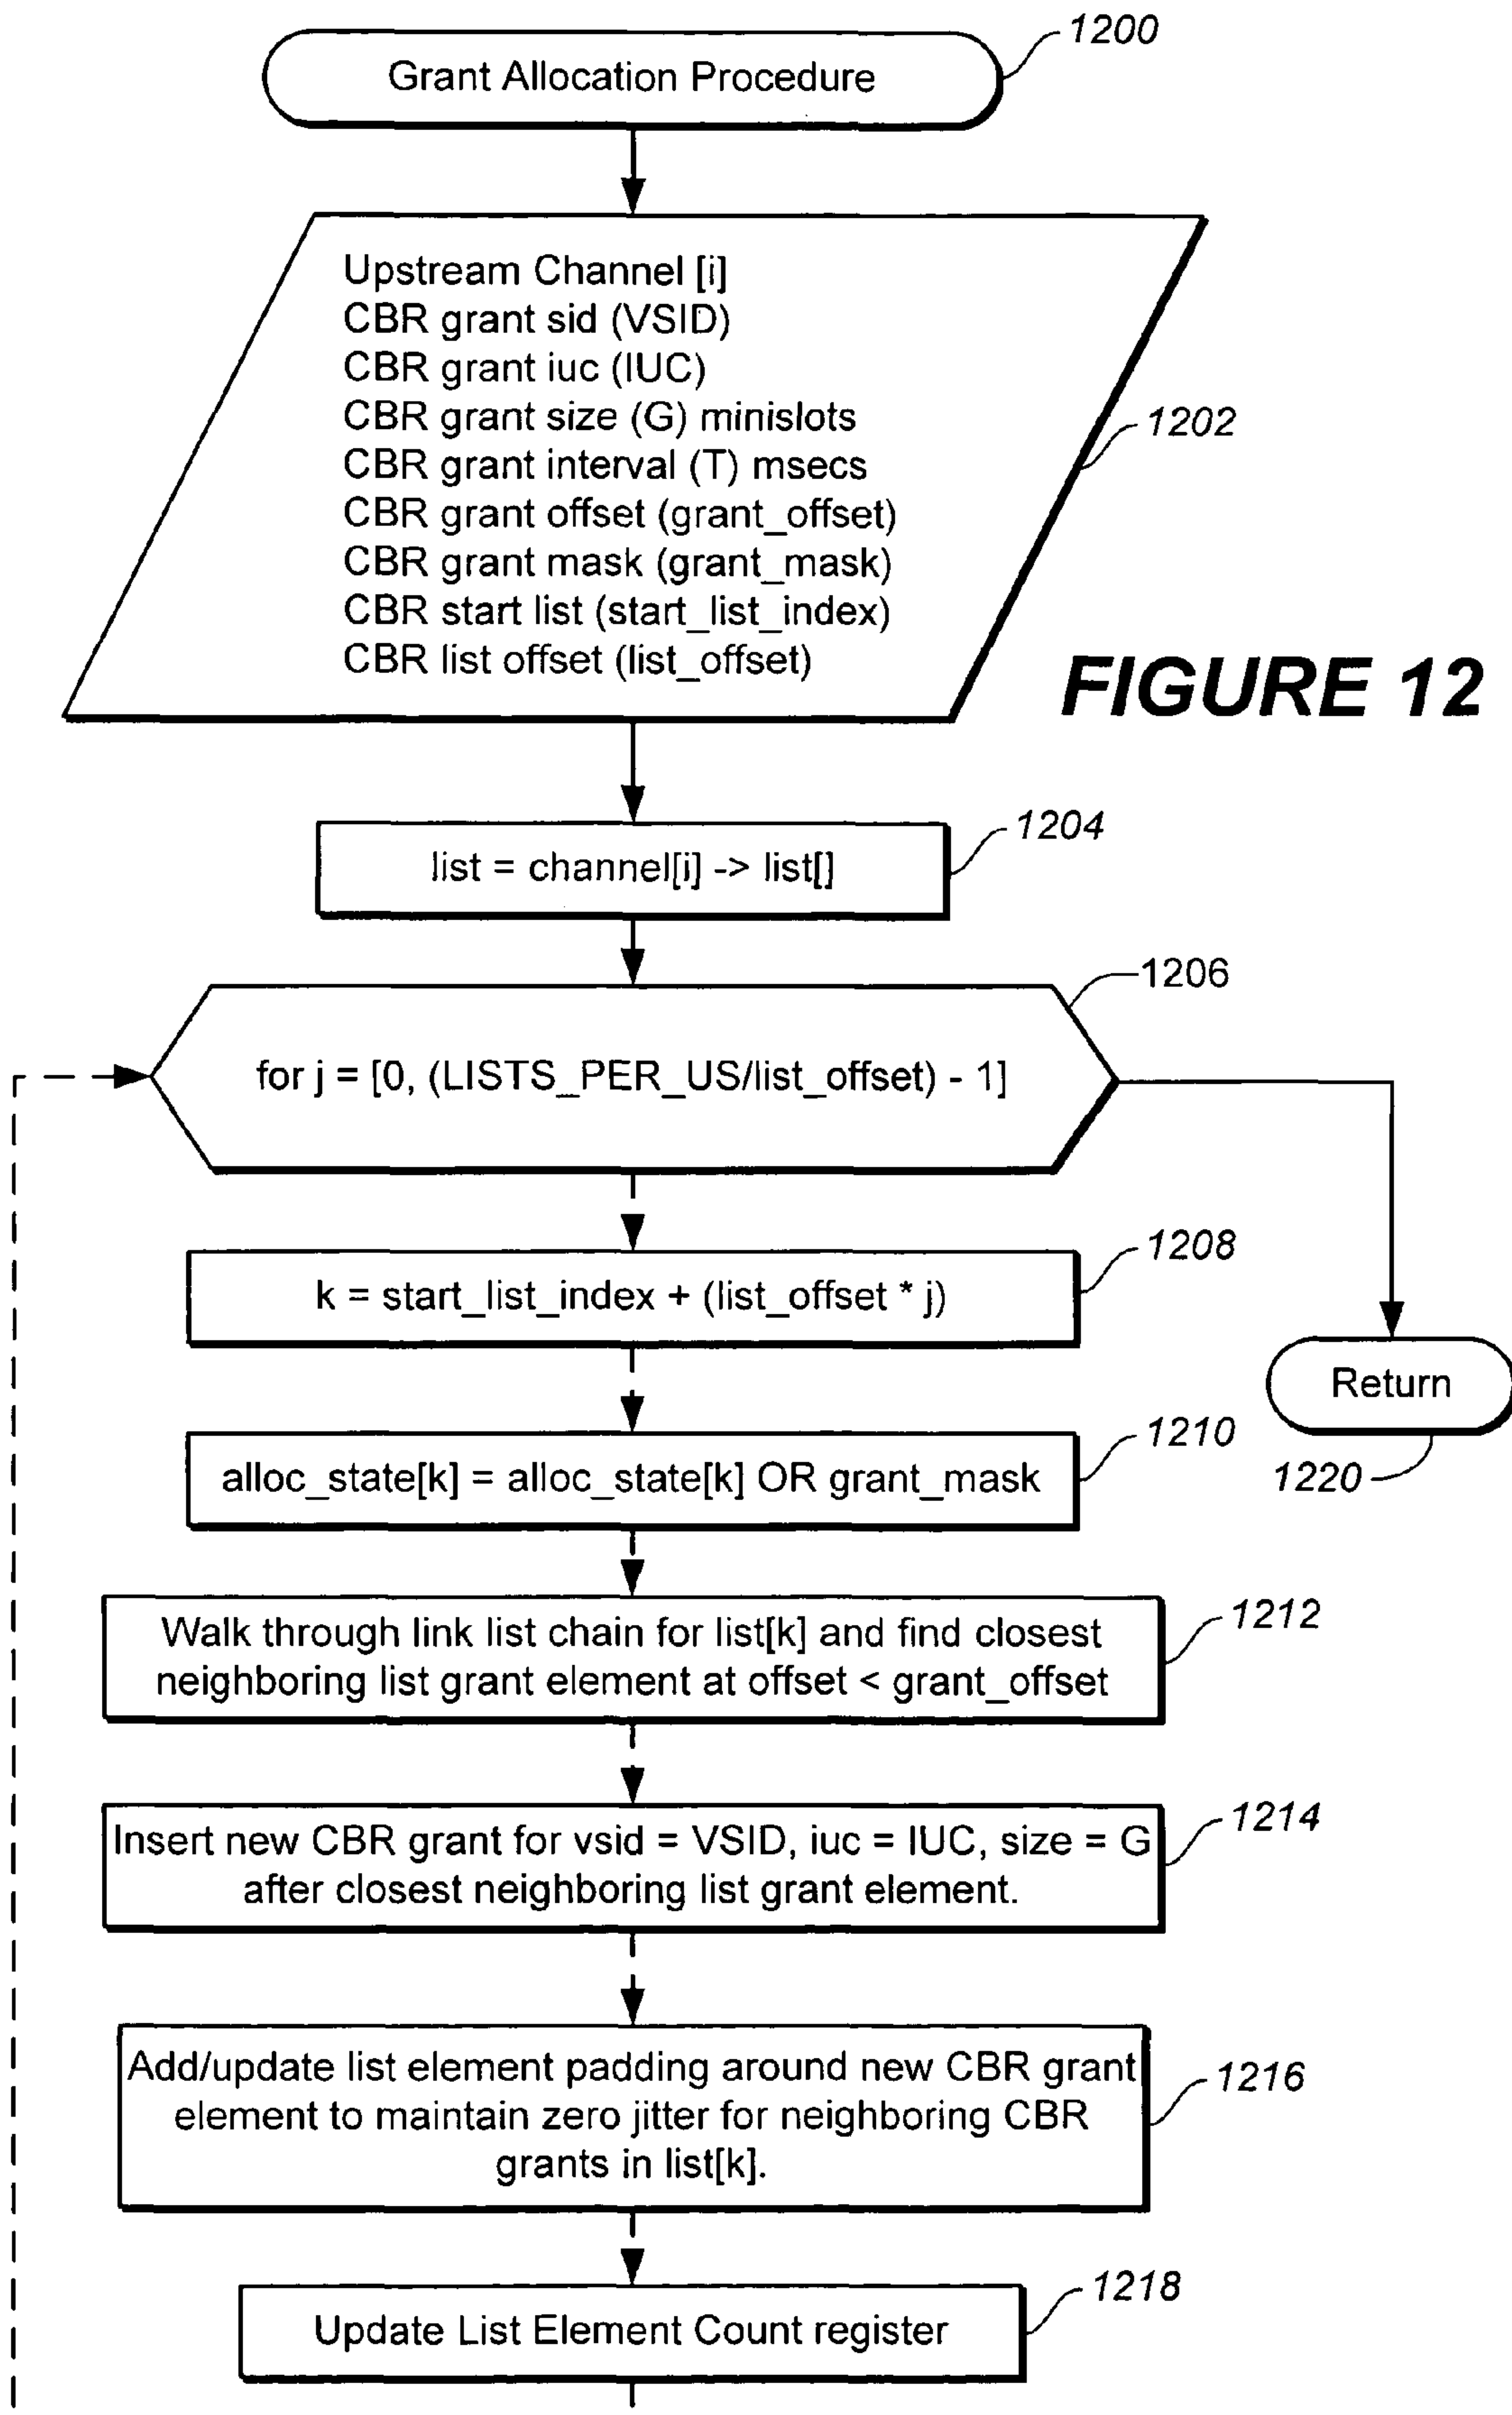 1200
Grant Allocation Procedure
Upstream Channel [i]
CBR grant sid (VSID)
CBR grant iuc (IUC)
CBR grant size (G) minislots
CBR grant interval (T) msecs
CBR grant offset (grant_offset)
CBR grant mask (grant_mask)
CBR start list (start_list_index)
CBR list offset (list_offset)
1202
FIGURE 12
1204
list = channel[i] -> list[]
1206
for j = [0, (LISTS_PER_US/list_offset) - 1]
1208
k = start_list_index + (list_offset * j)
Return
1220
1210
alloc_state[k] = alloc_state[k] OR grant_mask
1212
Walk through link list chain for list[k] and find closest
neighboring list grant element at offset < grant_offset
1214
Insert new CBR grant for vsid = VSID, iuc = IUC, size = G
after closest neighboring list grant element.
1216
Add/update list element padding around new CBR grant
element to maintain zero jitter for neighboring CBR
grants in list[k].
1218
Update List Element Count register